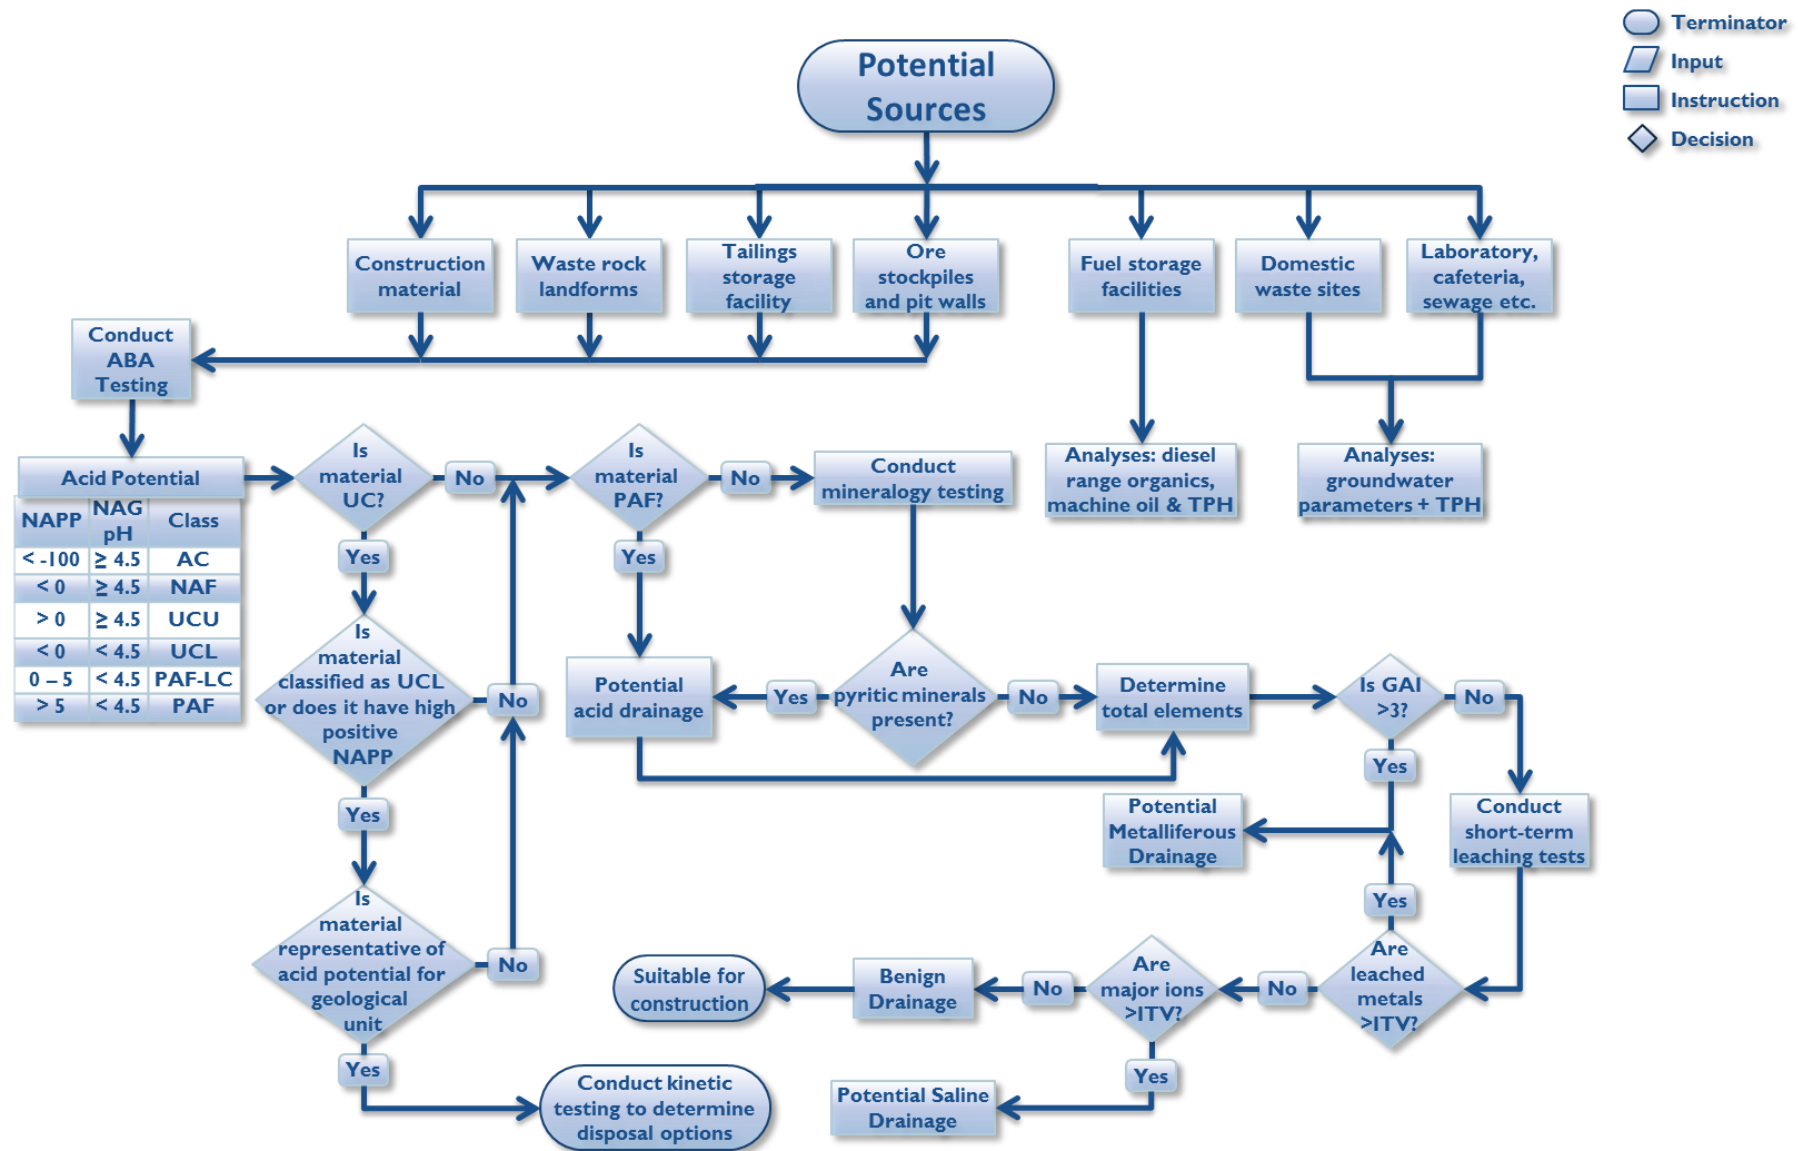 Terminator
Input
Instruction
Decision
Potential
Sources
Construction
material
Waste rock
landforms
Tailings
storage
facility
Ore
stockpiles
and pit walls
Fuel storage
facilities
Domestic
waste sites
Laboratory,
cafeteria,
sewage etc.
Conduct
ABA
Testing
Acid Potential
NAPP NAG pH Class
< -100 ≥ 4.5 AC
< 0 ≥ 4.5 NAF
> 0 ≥ 4.5 UCU
< 0 < 4.5 UCL
0 – 5 < 4.5 PAF-LC
> 5 < 4.5 PAF
Is
material
UC?
No
Yes
Is
material
PAF?
No
Yes
Conduct
mineralogy testing
Analyses: diesel
range organics,
machine oil & TPH
Analyses:
groundwater
parameters + TPH
Is
material
classified as UCL
or does it have high
positive
NAPP
No
Yes
Potential
acid drainage
Yes
Are
pyritic minerals
present?
No
Determine
total elements
Is GAI
>3?
No
Yes
Potential
Metalliferous
Drainage
Conduct
short-term
leaching tests
Yes
Is
material
representative of
acid potential for
geological
unit
No
Yes
Suitable for
construction
Benign
Drainage
No
Are
major ions
>ITV?
No
Are
leached
metals
>ITV?
Yes
Conduct kinetic
testing to determine
disposal options
Potential Saline
Drainage